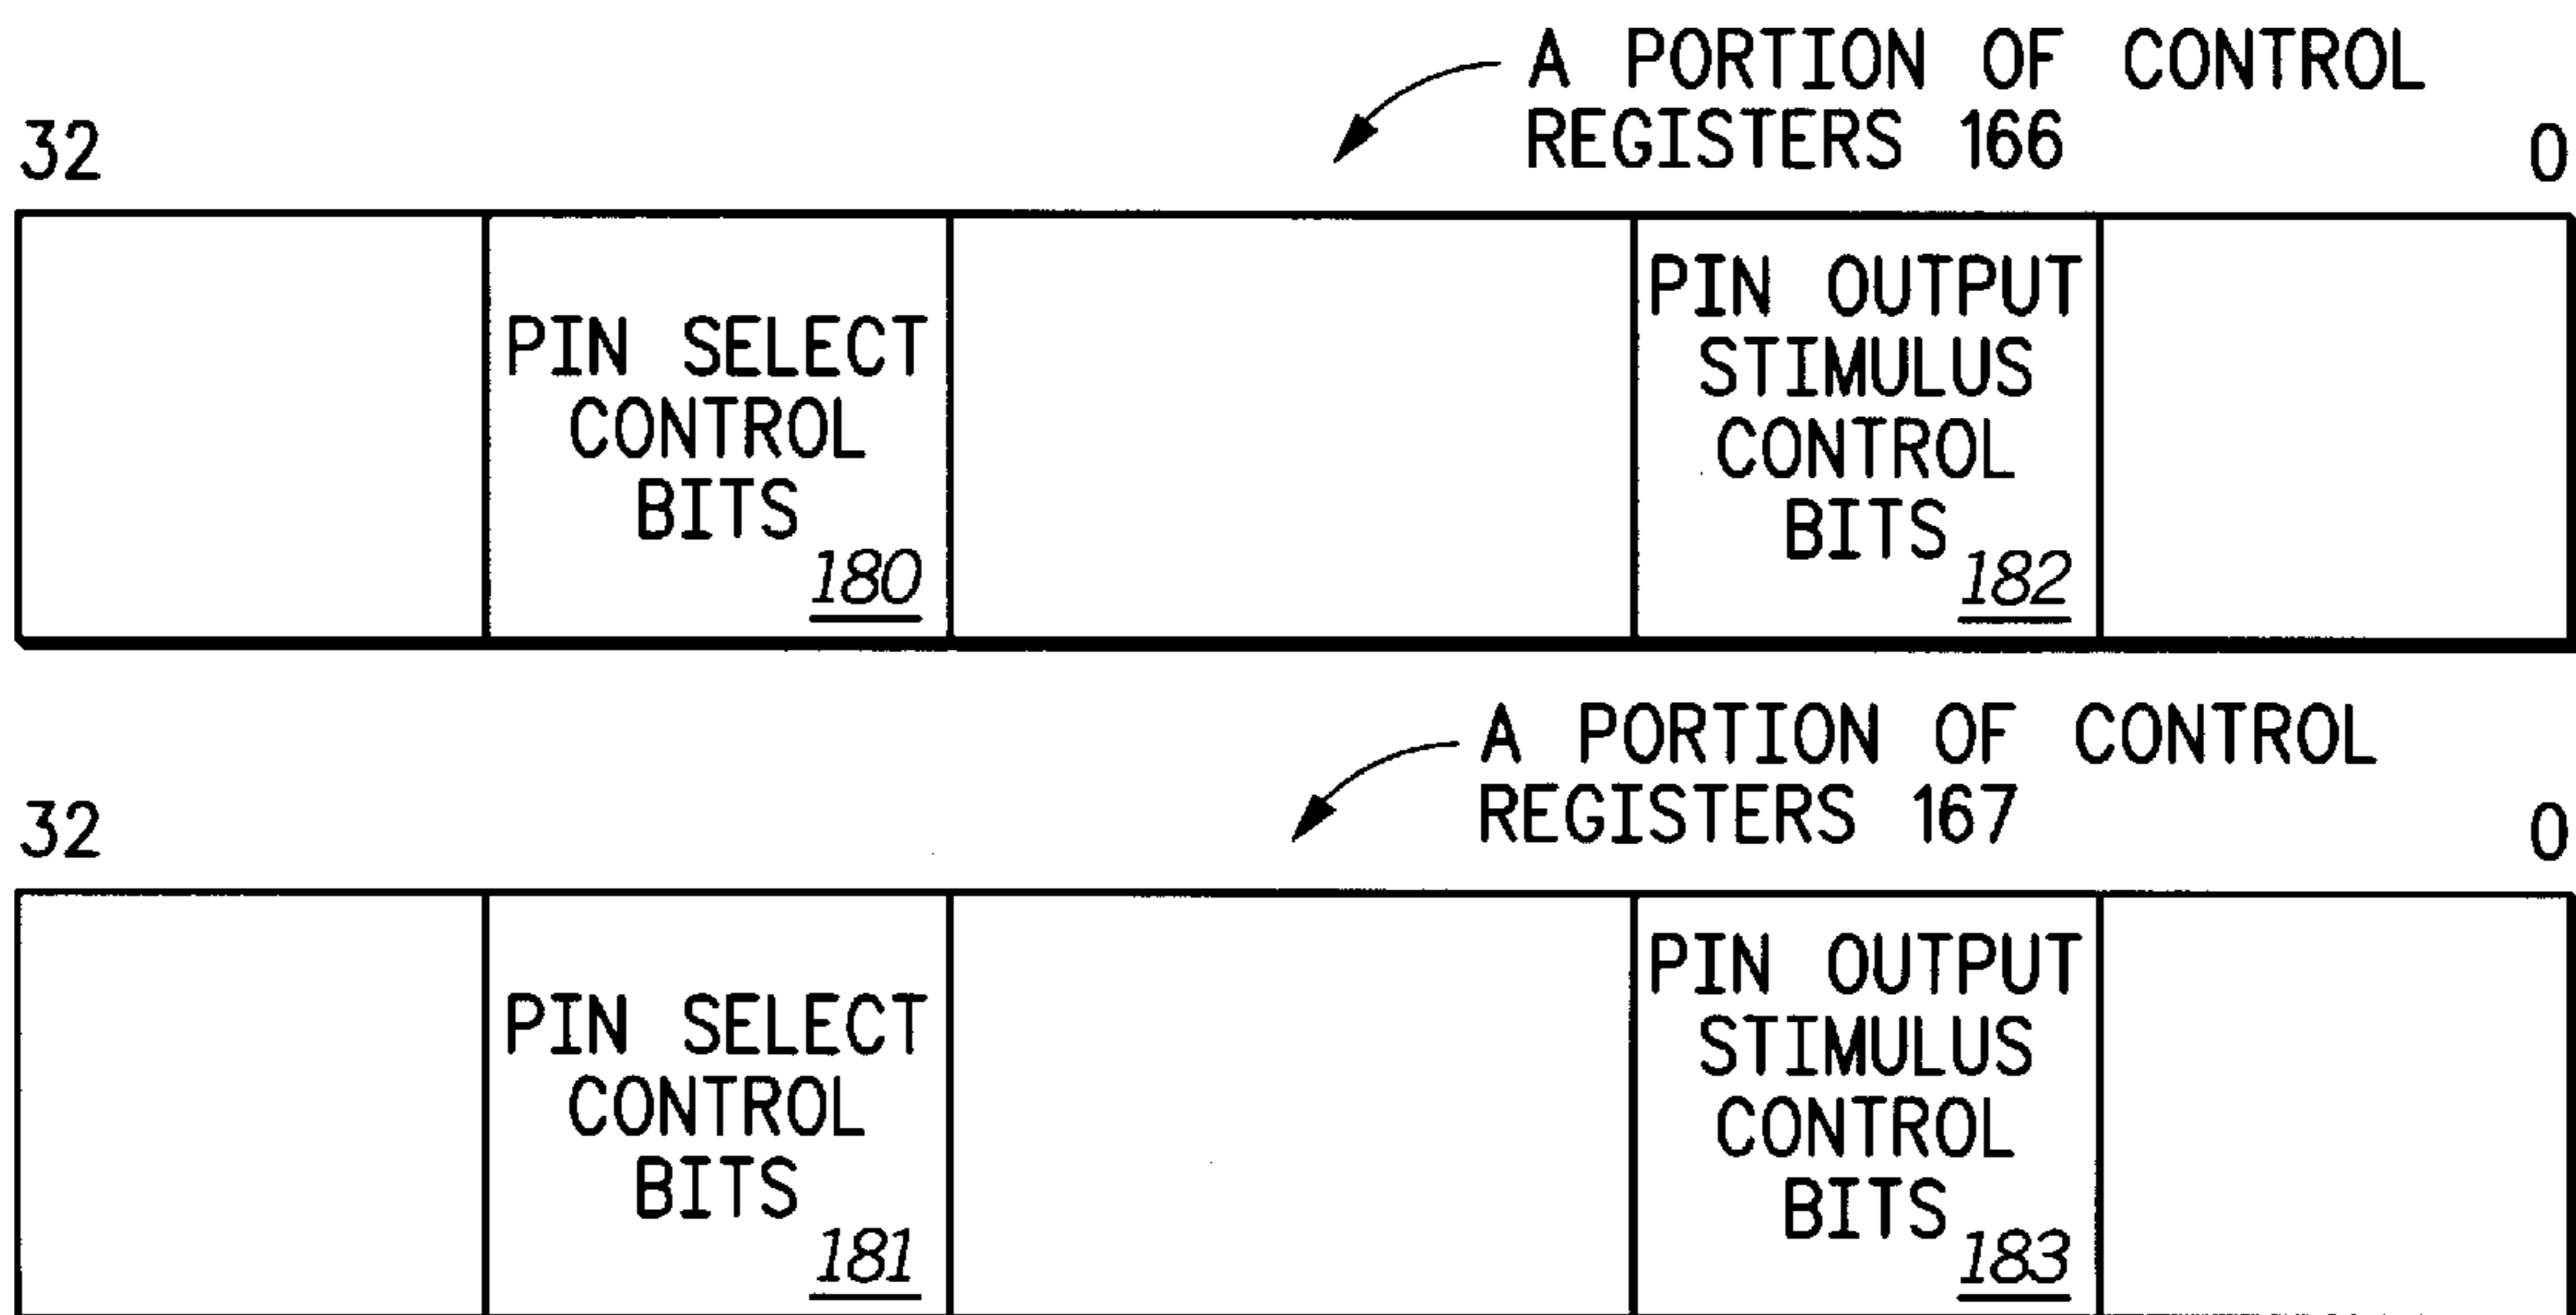 A PORTION OF CONTROL
REGISTERS 166
32
0
PIN SELECT
CONTROL
BITS
180
PIN OUTPUT
STIMULUS
CONTROL
BITS
182
A PORTION OF CONTROL
REGISTERS 167
32
0
PIN SELECT
CONTROL
BITS
181
PIN OUTPUT
STIMULUS
CONTROL
BITS
183